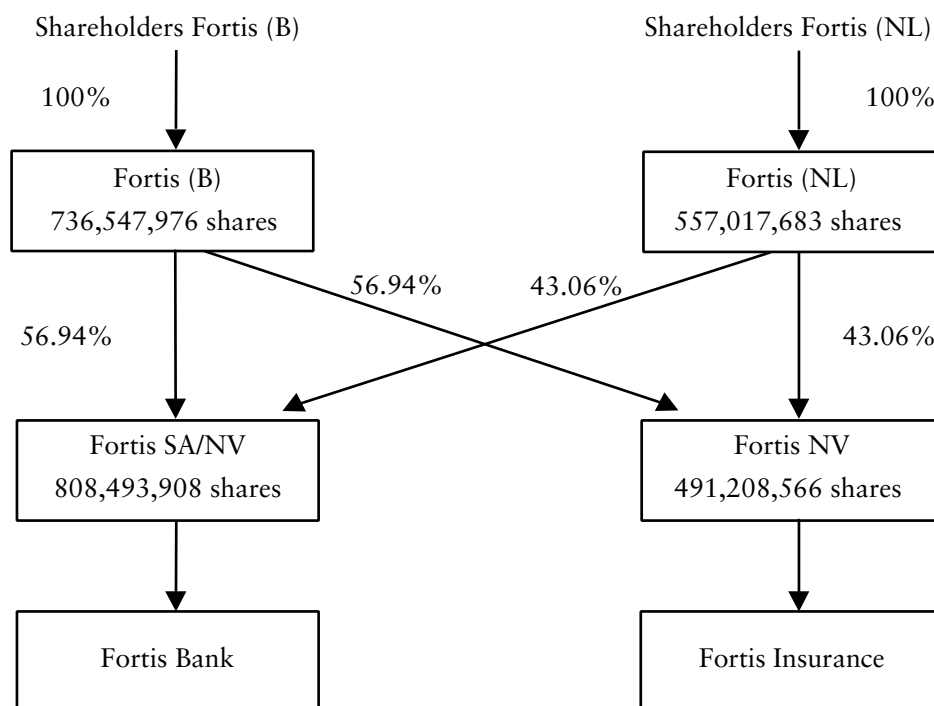 Shareholders Fortis (B)
Shareholders Fortis (NL)
100%
100%
Fortis (B)
736,547,976 shares
Fortis (NL)
557,017,683 shares
56.94%
43.06%
56.94%
43.06%
Fortis SA/NV
808,493,908 shares
Fortis NV
491,208,566 shares
Fortis Bank
Fortis Insurance